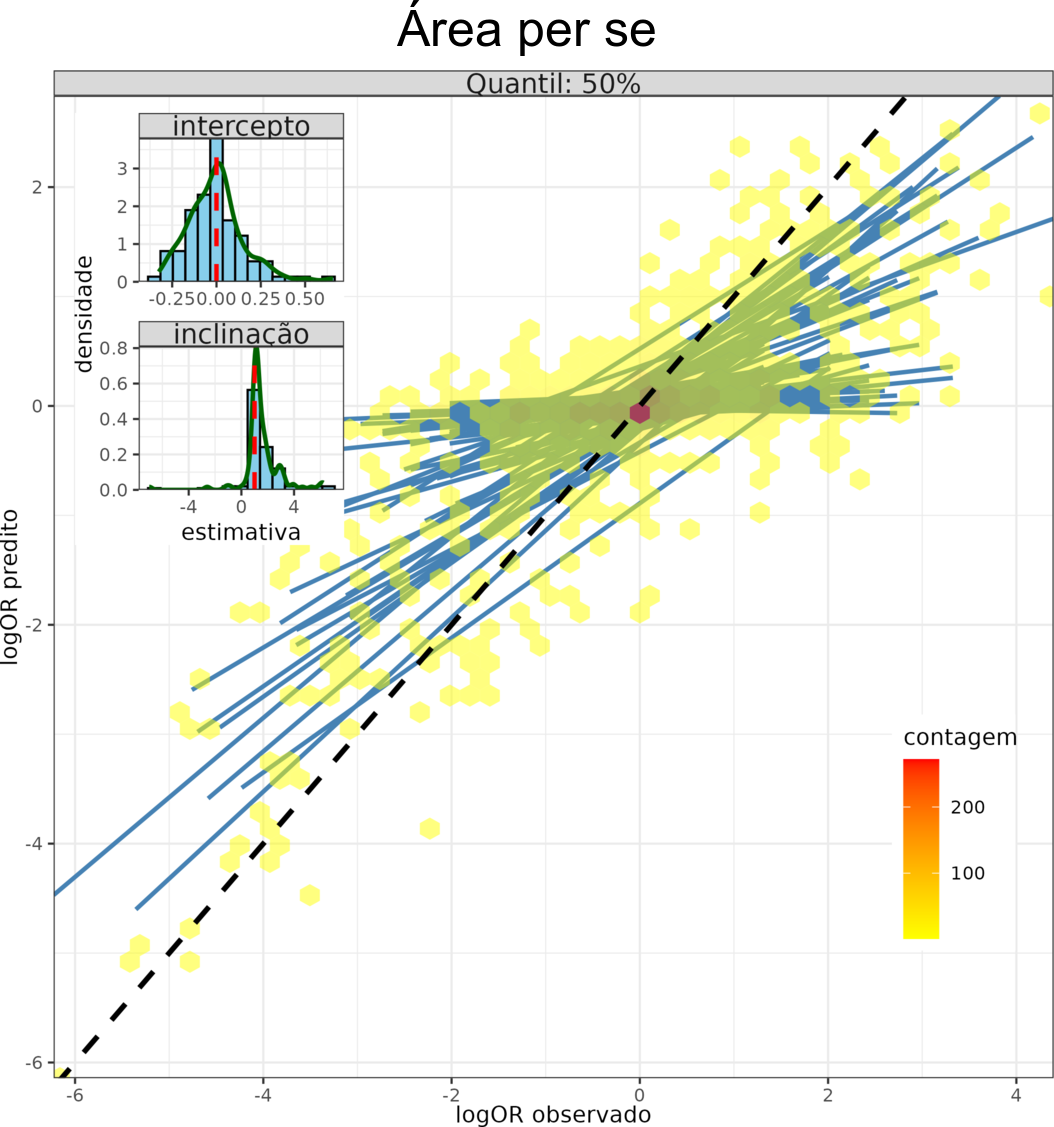 Área per se
Quantil: 50%
intercepto
3
2
1
0
-0.250.00 0.25 0.50
inclinação
0.8
0.6
0.4
0.2
0.0
-4 0 4
estimativa
densidade
logOR predito
2
0
-2
-4
-6
contagem
200
100
-6 -4 -2 0 2 4
logOR observado